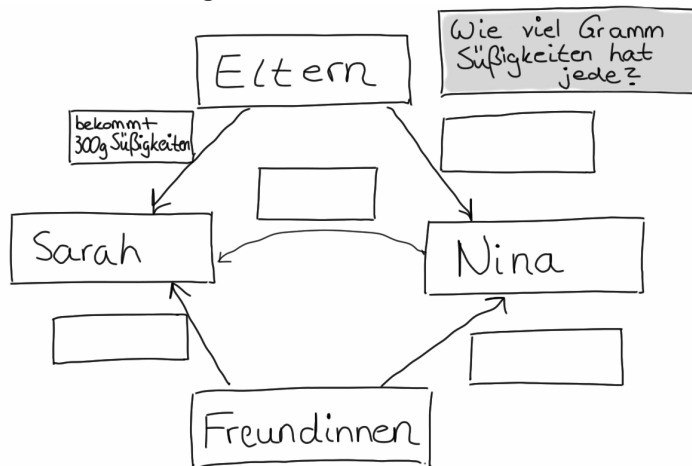 Wie viel Gramm
Süßigkeiten hat
jede?
Eltern
bekommt
300g Süßigkeiten
Sarah
Nina
Freundinnen